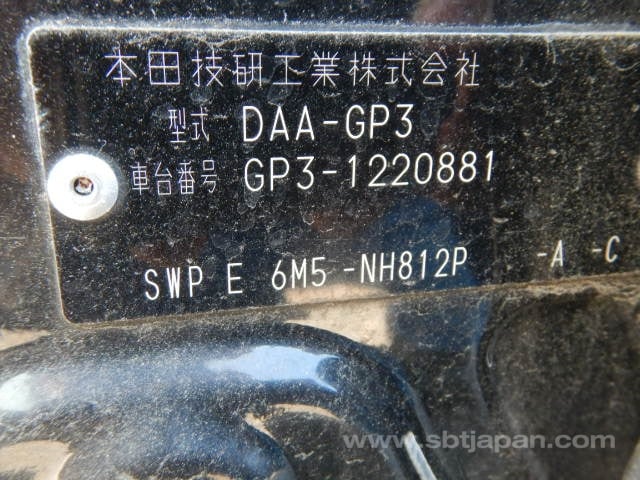 本田技研工業株式会社
型式 DAA-GP3
車台番号 GP3-1220881
SWP E 6M5 -NH812P -A -C
www.sbtjapan.com